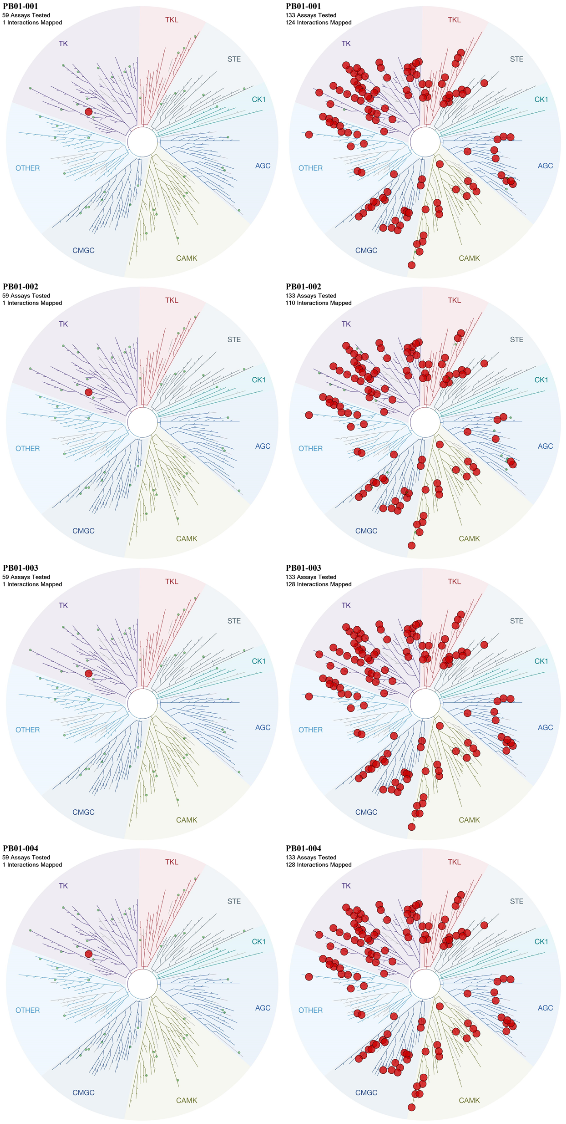 PB01-001
59 Assays Tested
1 Interactions Mapped
TKL
TK
STE
CK1
OTHER
AGC
CMGC
CAMK
PB01-001
133 Assays Tested
124 Interactions Mapped
TKL
TK
STE
CK1
OTHER
AGC
CMGC
CAMK
PB01-002
59 Assays Tested
1 Interactions Mapped
TKL
TK
STE
CK1
OTHER
AGC
CMGC
CAMK
PB01-002
133 Assays Tested
110 Interactions Mapped
TKL
TK
STE
CK1
OTHER
AGC
CMGC
CAMK
PB01-003
59 Assays Tested
1 Interactions Mapped
TKL
TK
STE
CK1
OTHER
AGC
CMGC
CAMK
PB01-003
133 Assays Tested
128 Interactions Mapped
TKL
TK
STE
CK1
OTHER
AGC
CMGC
CAMK
PB01-004
59 Assays Tested
1 Interactions Mapped
TKL
TK
STE
CK1
OTHER
AGC
CMGC
CAMK
PB01-004
133 Assays Tested
128 Interactions Mapped
TKL
TK
STE
CK1
OTHER
AGC
CMGC
CAMK